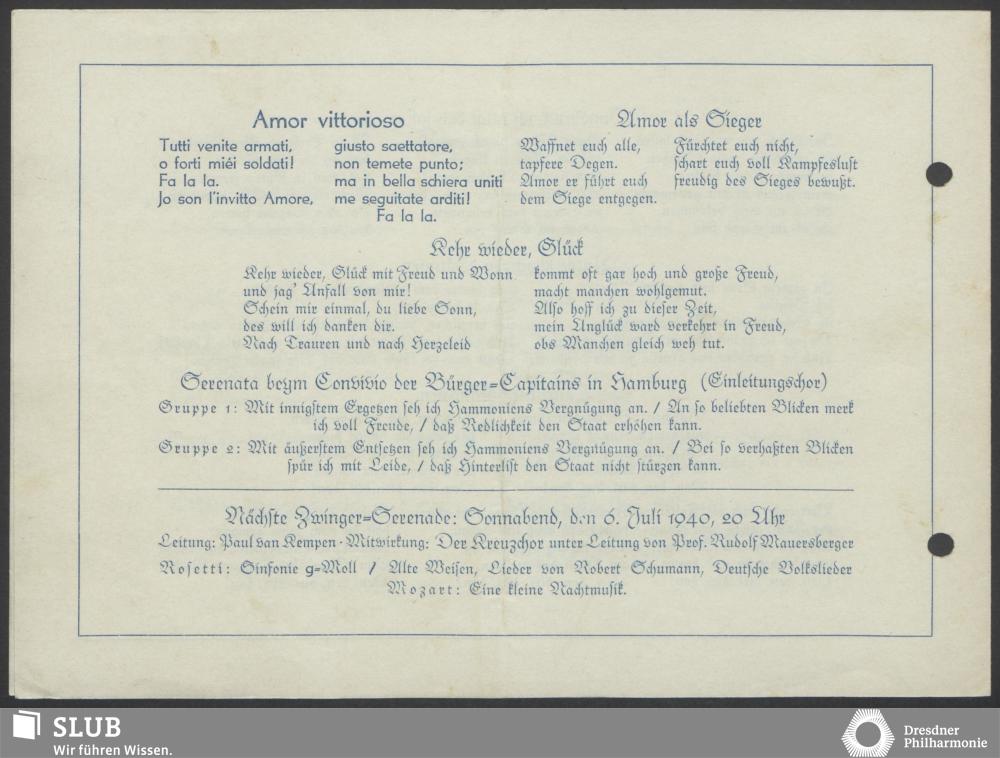 Amor vittorioso
Tutti venite armati,
o forti miéi soldati!
Fa la la.
Jo son l'invitto Amore,
giusto saettatore,
non temete punto;
ma in bella schiera uniti
me seguitate arditi!
Fa la la.
Amor als Sieger
Waffnet euch alle,
tapfere Degen.
Amor er führt euch
dem Siege entgegen.
Fürchtet euch nicht,
schart euch voll Kampfeslust
freudig des Sieges bewußt.
Kehr wieder, Glück
Kehr wieder, Glück mit Freud und Wonn
und jag' Unfall von mir!
Schein mir einmal, du liebe Sonn,
des will ich danken dir.
Nach Trauren und nach Herzeleid
kommt oft gar hoch und große Freud,
macht manchen wohlgemut.
Also hoff ich zu dieser Zeit,
mein Unglück ward verkehrt in Freud,
obs Manchen gleich weh tut.
Serenata beym Convivio der Bürger=Capitains in Hamburg (Einleitungschor)
Gruppe 1: Mit innigstem Ergetzen seh ich Hammoniens Vergnügung an. / An so beliebten Blicken merk
ich voll Freude, / daß Redlichkeit den Staat erhöhen kann.
Gruppe 2: Mit äußerstem Entsetzen seh ich Hammoniens Vergnügung an. / Bei so verhaßten Blicken
spür ich mit Leide, / daß Hinterlist den Staat nicht stürzen kann.
Nächste Zwinger=Serenade: Sonnabend, den 6. Juli 1940, 20 Uhr
Leitung: Paul van Kempen · Mitwirkung: Der Kreuzchor unter Leitung von Prof. Rudolf Mauersberger
Rosetti: Sinfonie g=Moll / Alte Weisen, Lieder von Robert Schumann, Deutsche Volkslieder
Mozart: Eine kleine Nachtmusik.
SLUB
Wir führen Wissen.
Dresdner
Philharmonie